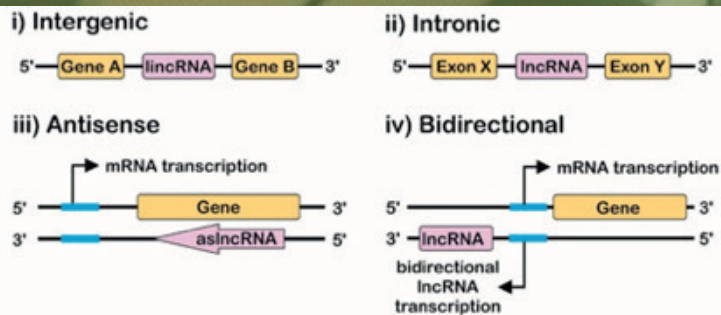 i) Intergenic
5' Gene A lincRNA Gene B 3'
ii) Intronic
5' Exon X lncRNA Exon Y 3'
iii) Antisense
mRNA transcription
5' Gene 3'
3' aslncRNA 5'
iv) Bidirectional
mRNA transcription
5' Gene 3'
3' lncRNA 5'
bidirectional
lncRNA
transcription